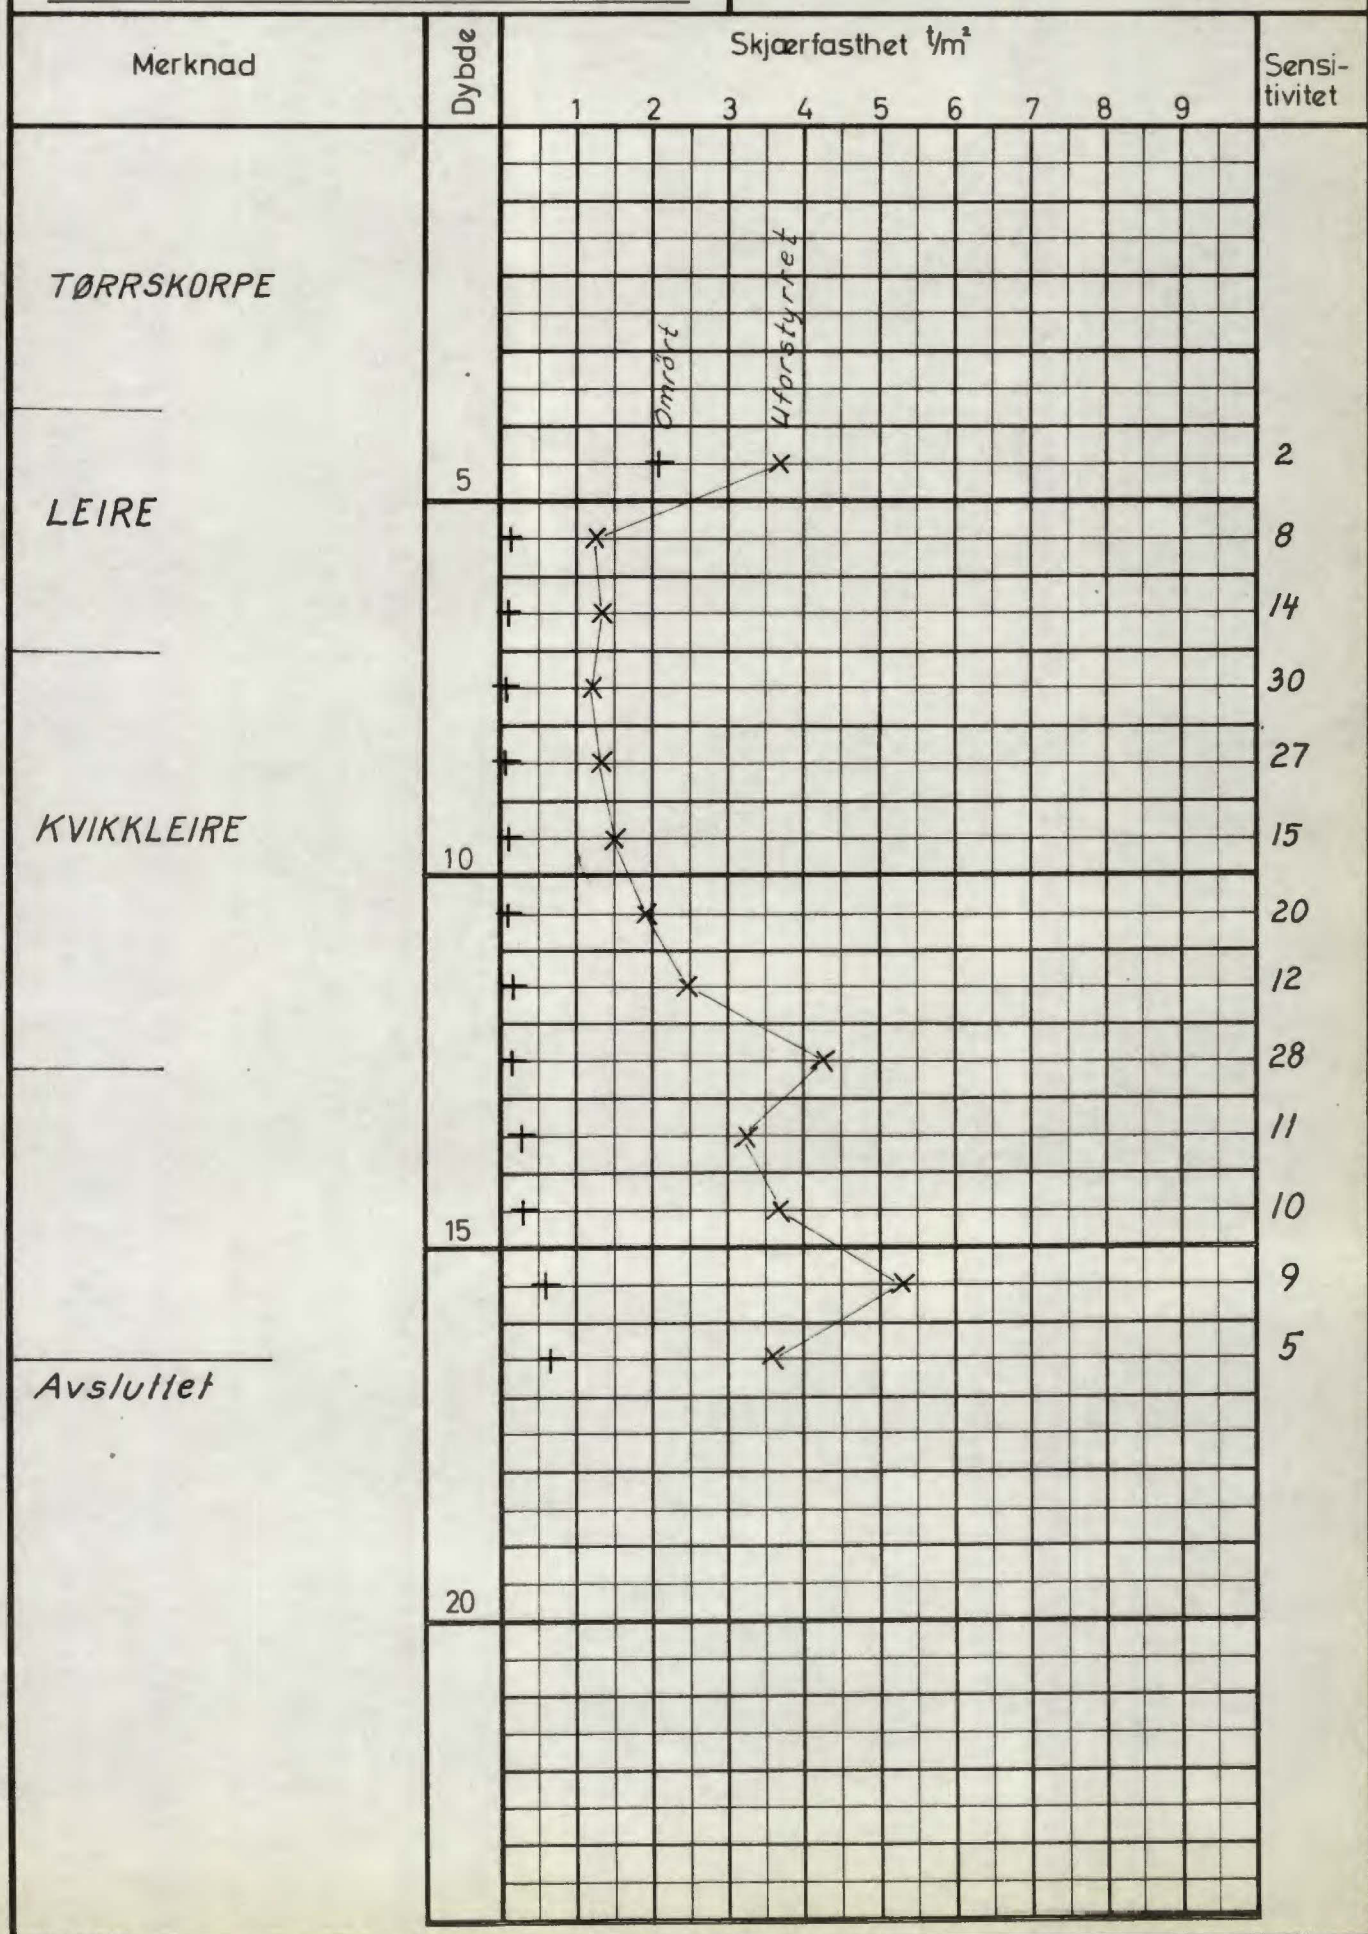 Merknad
Dybde
Skjærfasthet t/m²
Sensi-
tivitet
1 2 3 4 5 6 7 8 9
TØRRSKORPE
Omrört
Uforstyrret
2
5
LEIRE
8
14
30
27
KVIKKLEIRE
15
10
20
12
28
11
10
15
9
5
Avsluttet
20